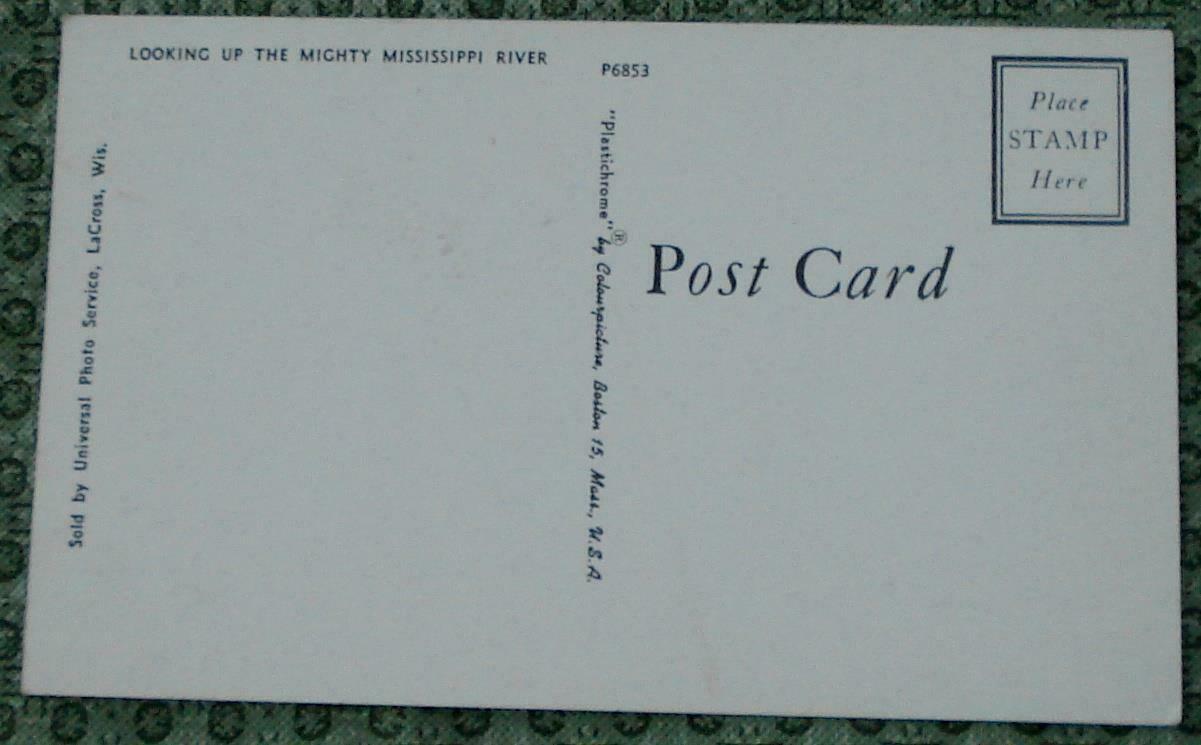 LOOKING UP THE MIGHTY MISSISSIPPI RIVER
P6853
Place
STAMP
Here
Sold by Universal Photo Service, LaCross, Wis.
"Plastichrome"® by Colourpicture, Boston 15, Mass., U.S.A.
Post Card